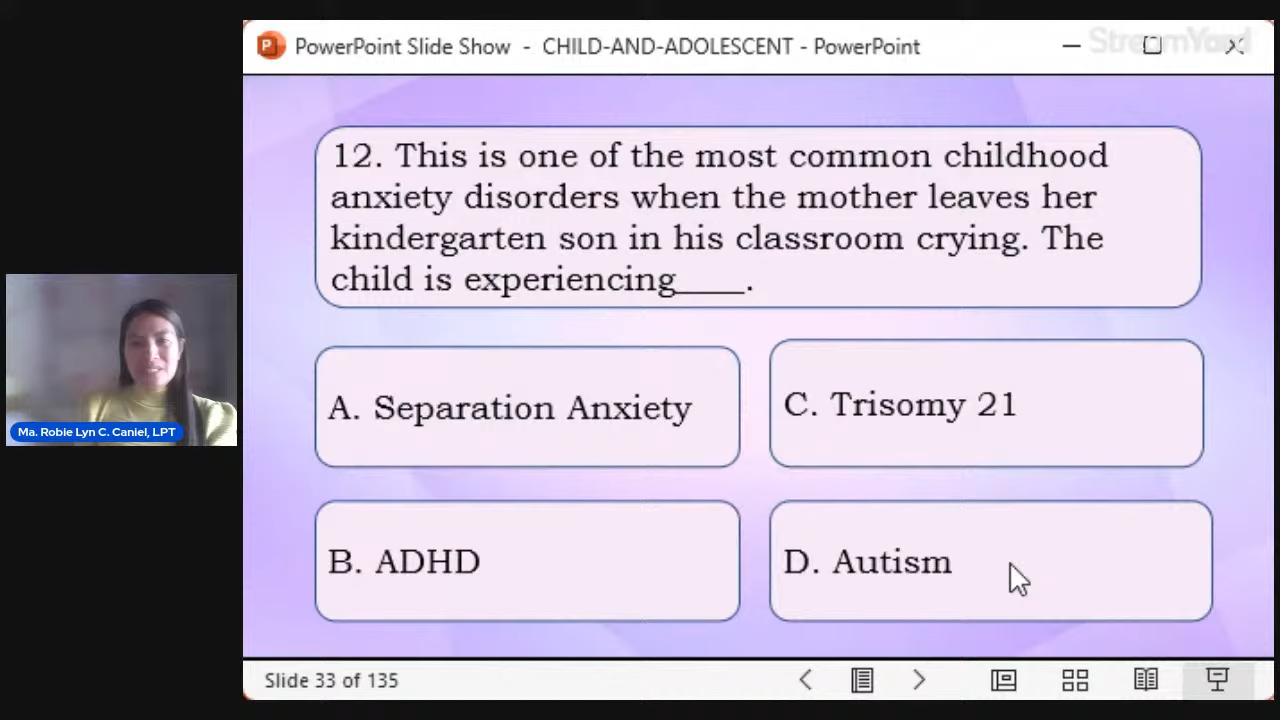 PowerPoint Slide Show - CHILD-AND-ADOLESCENT - PowerPoint
StreamYard
12. This is one of the most common childhood
anxiety disorders when the mother leaves her
kindergarten son in his classroom crying. The
child is experiencing____.
A. Separation Anxiety
C. Trisomy 21
B. ADHD
D. Autism
Ma. Robie Lyn C. Caniel, LPT
Slide 33 of 135